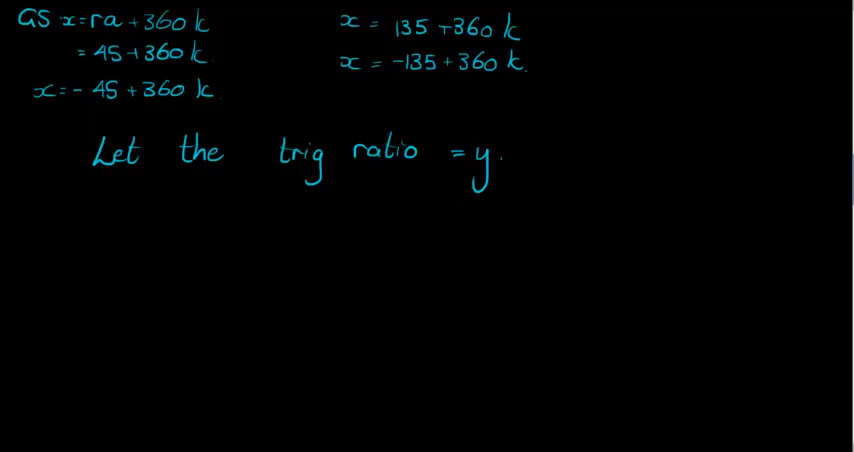 GS x = ra + 360 k
= 45 + 360 k.
x = - 45 + 360 k.
x = 135 + 360 k
x = -135 + 360 k.
Let the trig ratio = y.